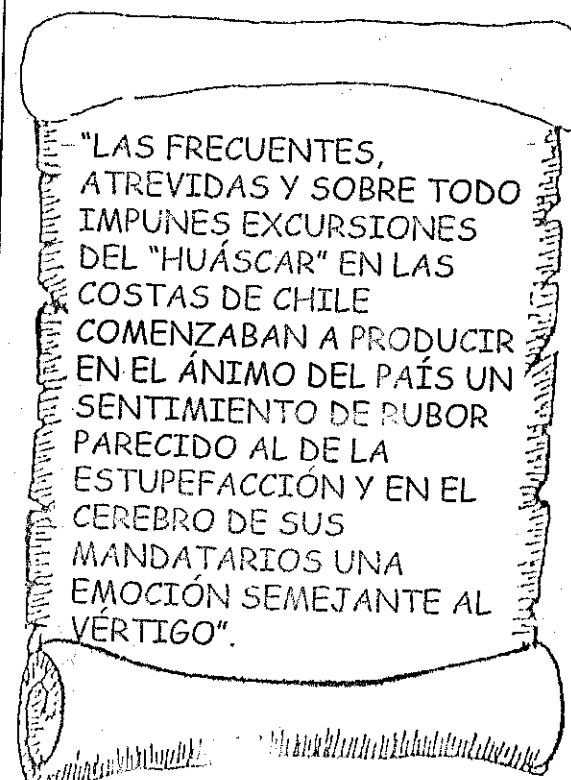 "LAS FRECUENTES,
ATREVIDAS Y SOBRE TODO
IMPUNES EXCURSIONES
DEL "HUÁSCAR" EN LAS
COSTAS DE CHILE
COMENZABAN A PRODUCIR
EN EL ÁNIMO DEL PAÍS UN
SENTIMIENTO DE RUBOR
PARECIDO AL DE LA
ESTUPEFACCIÓN Y EN EL
CEREBRO DE SUS
MANDATARIOS UNA
EMOCIÓN SEMEJANTE AL
VÉRTIGO".